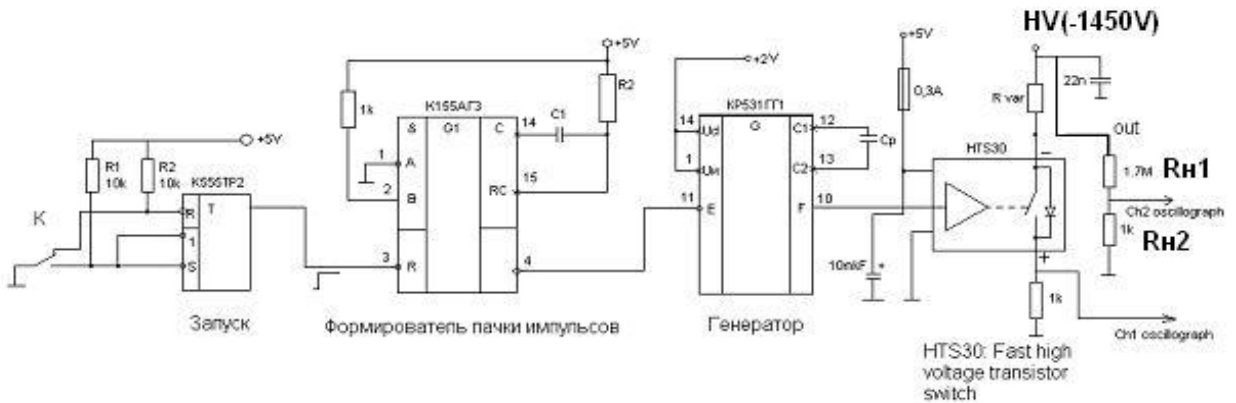 HV(-1450V)
+5V
+5V
+2V
R2
22n
0,3A
R var
1k
К155АГ3
КР531ГГ1
S
G1
C
14
C1
14
Ud
G
C1
12
Cp
out
+5V
HTS30
R1
10k
R2
10k
K555TP2
1
A
1
Uи
C2
13
1.7M
Rн1
15
RC
K
R
T
2
B
11
E
F
10
Ch2 oscillograph
1k
Rн2
1
S
3
R
4
10mkF
+
1k
Запуск
Формирователь пачки импульсов
Генератор
Ch1 oscillograph
HTS30: Fast high
voltage transistor
switch